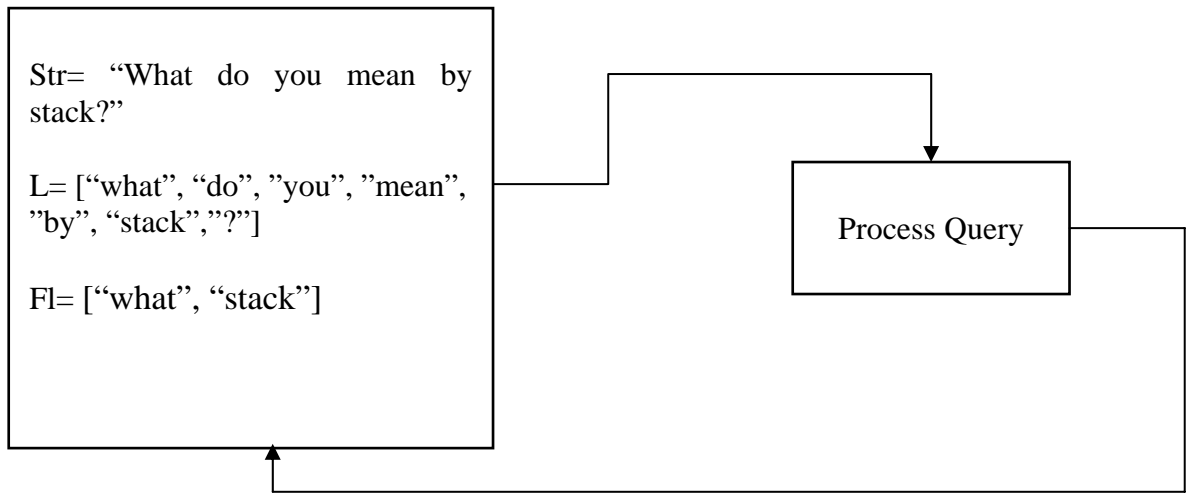 Str= “What do you mean by
stack?”
L= [“what”, “do”, ”you”, ”mean”,
”by”, “stack”,”?”]
Fl= [“what”, “stack”]
Process Query